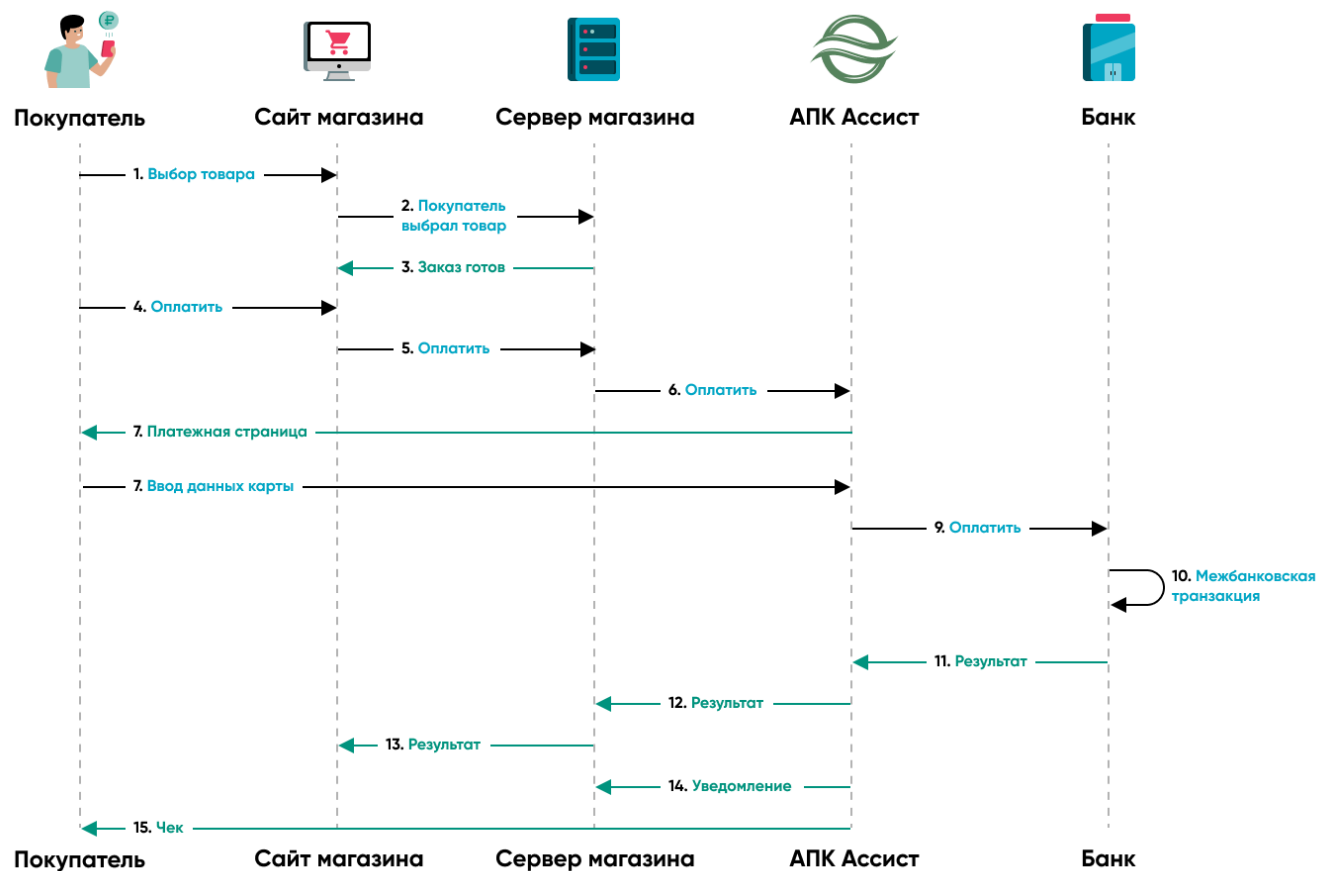 Покупатель
Сайт магазина
Сервер магазина
АПК Ассист
Банк
1. Выбор товара
2. Покупатель
выбрал товар
3. Заказ готов
4. Оплатить
5. Оплатить
6. Оплатить
7. Платежная страница
7. Ввод данных карты
9. Оплатить
10. Межбанковская
транзакция
11. Результат
12. Результат
13. Результат
14. Уведомление
15. Чек
Покупатель
Сайт магазина
Сервер магазина
АПК Ассист
Банк